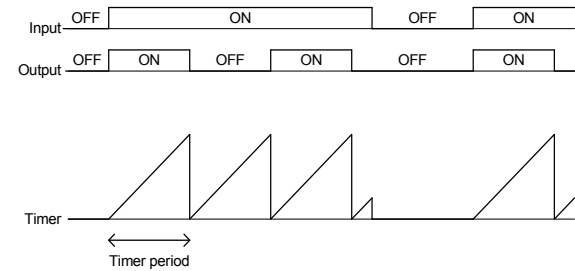 Input OFF ON OFF ON
Output OFF ON OFF ON OFF ON
Timer
Timer period